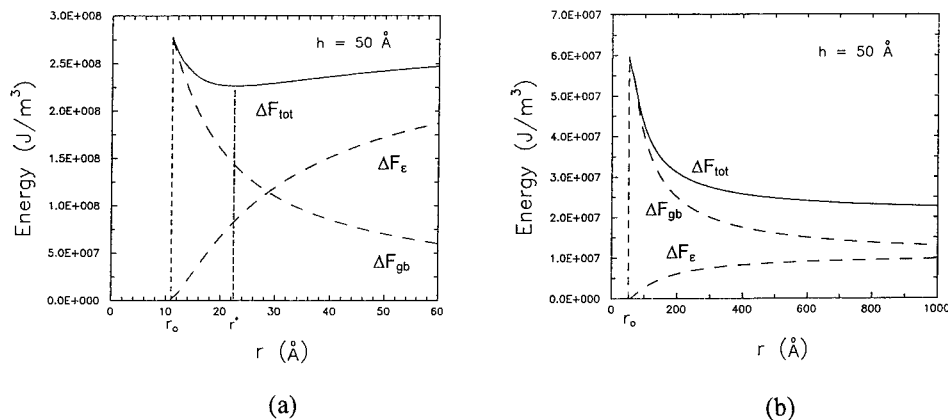 3.0E+008
2.5E+008
2.0E+008
1.5E+008
1.0E+008
5.0E+007
0.0E+000
Energy (J/m³)
h = 50 Å
ΔF_tot
ΔF_ε
ΔF_gb
0 10 20 30 40 50 60
r_o r*
r (Å)
(a)
7.0E+007
6.0E+007
5.0E+007
4.0E+007
3.0E+007
2.0E+007
1.0E+007
0.0E+000
Energy (J/m³)
h = 50 Å
ΔF_tot
ΔF_gb
ΔF_ε
0 200 400 600 800 1000
r_o
r (Å)
(b)